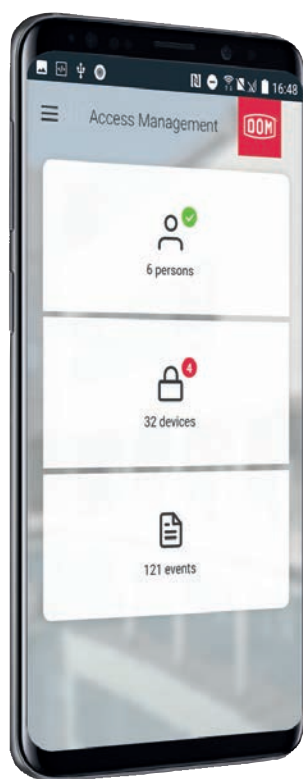 16:48
Access Management
DOM
6 persons
4
32 devices
121 events